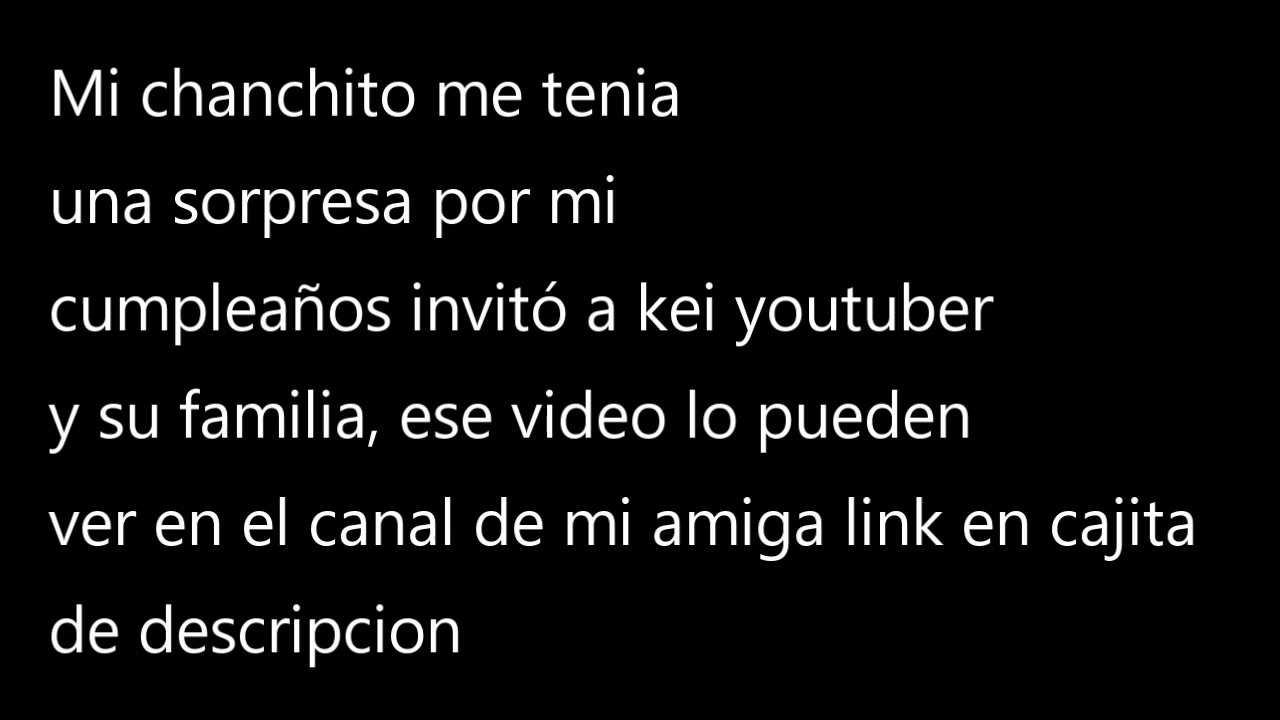 Mi chanchito me tenia
una sorpresa por mi
cumpleaños invitó a kei youtuber
y su familia, ese video lo pueden
ver en el canal de mi amiga link en cajita
de descripcion